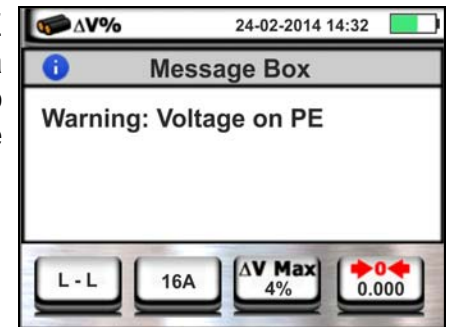 ΔV%
24-02-2014 14:32
Message Box
Warning: Voltage on PE
L - L
16A
ΔV Max
4%
0
0.000